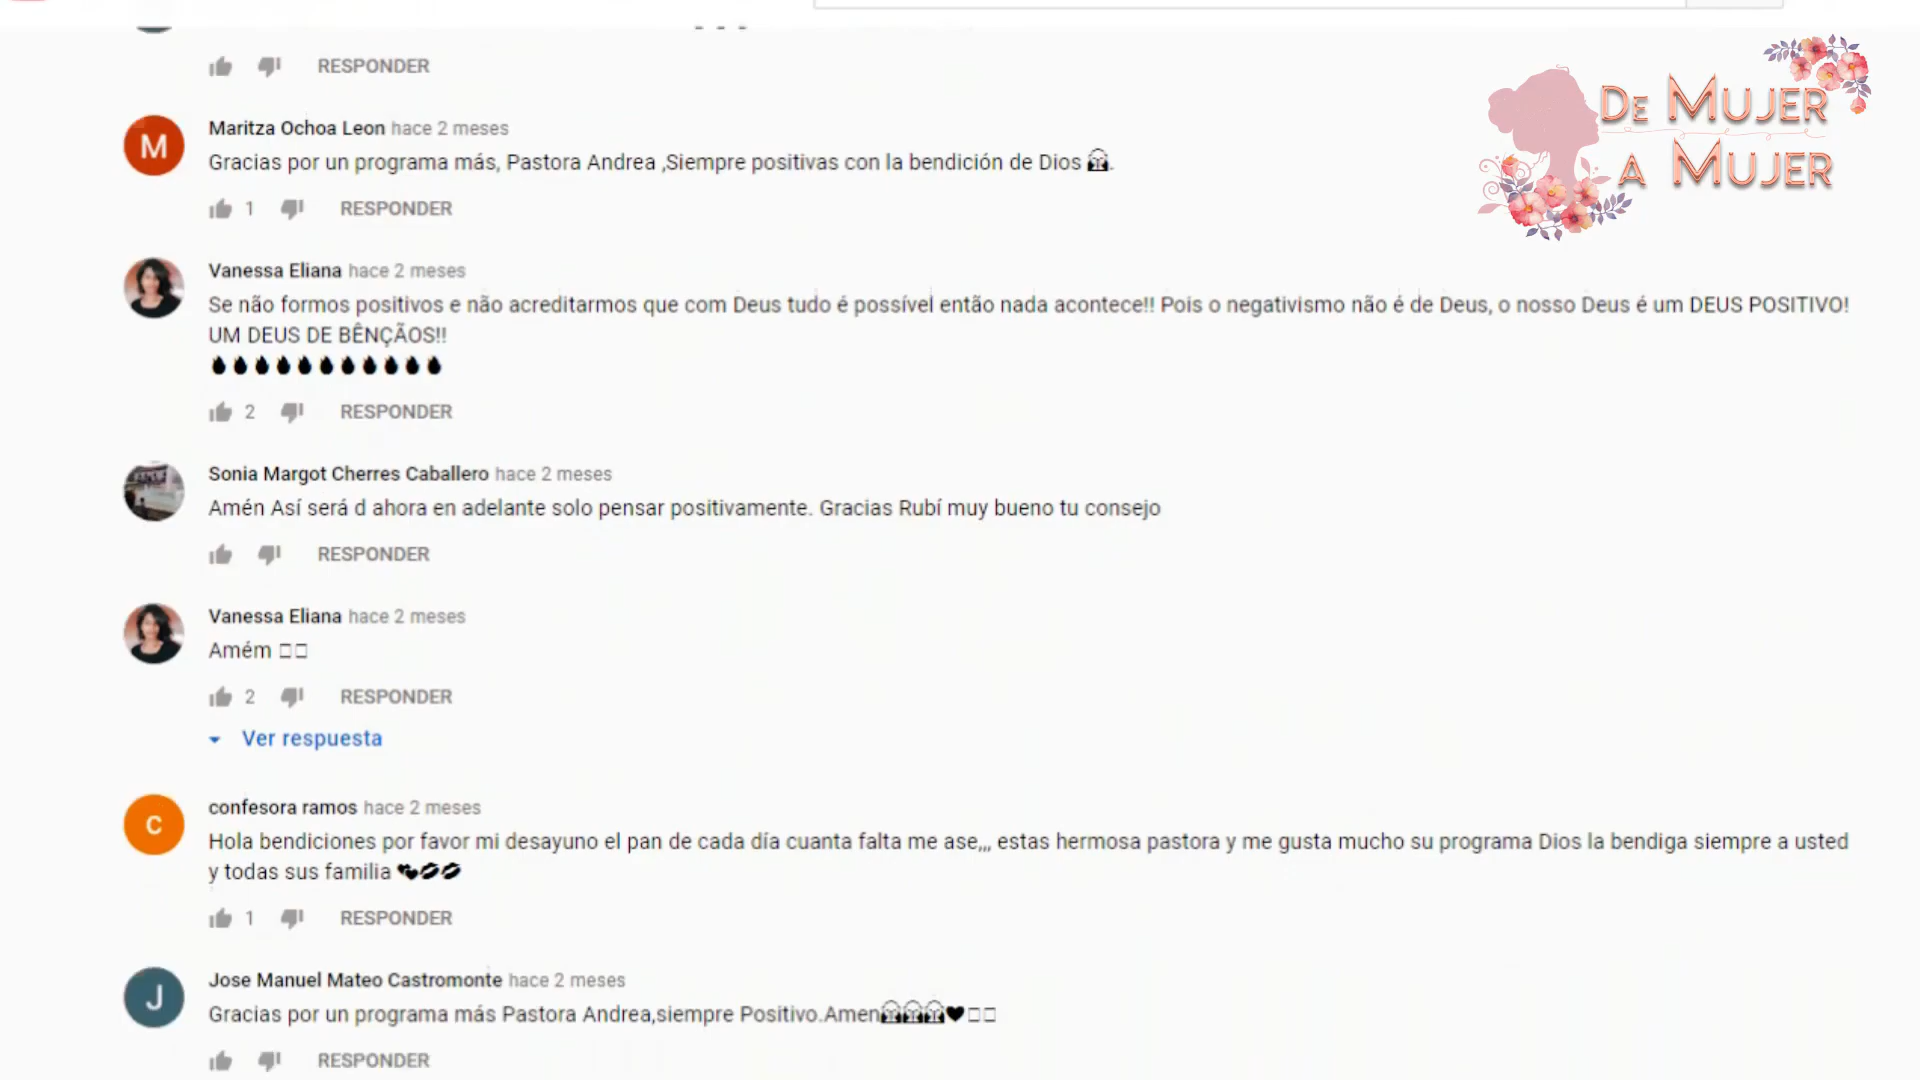 RESPONDER
DE MUJER
A MUJER
M
Maritza Ochoa Leon hace 2 meses
Gracias por un programa más, Pastora Andrea ,Siempre positivas con la bendición de Dios
1 RESPONDER
Vanessa Eliana hace 2 meses
Se não formos positivos e não acreditarmos que com Deus tudo é possível então nada acontece!! Pois o negativismo não é de Deus, o nosso Deus é um DEUS POSITIVO!
UM DEUS DE BÊNÇÃOS!!
2 RESPONDER
Sonia Margot Cherres Caballero hace 2 meses
Amén Así será d ahora en adelante solo pensar positivamente. Gracias Rubí muy bueno tu consejo
RESPONDER
Vanessa Eliana hace 2 meses
Amém
2 RESPONDER
Ver respuesta
C
confesora ramos hace 2 meses
Hola bendiciones por favor mi desayuno el pan de cada día cuanta falta me ase,,, estas hermosa pastora y me gusta mucho su programa Dios la bendiga siempre a usted
y todas sus familia
1 RESPONDER
J
Jose Manuel Mateo Castromonte hace 2 meses
Gracias por un programa más Pastora Andrea,siempre Positivo.Amen
RESPONDER